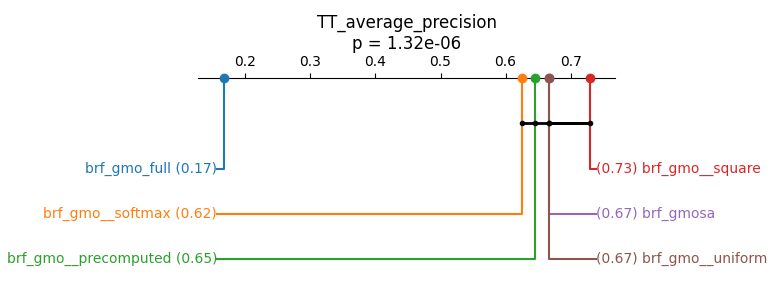 TT_average_precision
p = 1.32e-06
0.2 0.3 0.4 0.5 0.6 0.7
brf_gmo_full (0.17) (0.73) brf_gmo__square
brf_gmo__softmax (0.62) (0.67) brf_gmosa
brf_gmo__precomputed (0.65) (0.67) brf_gmo__uniform